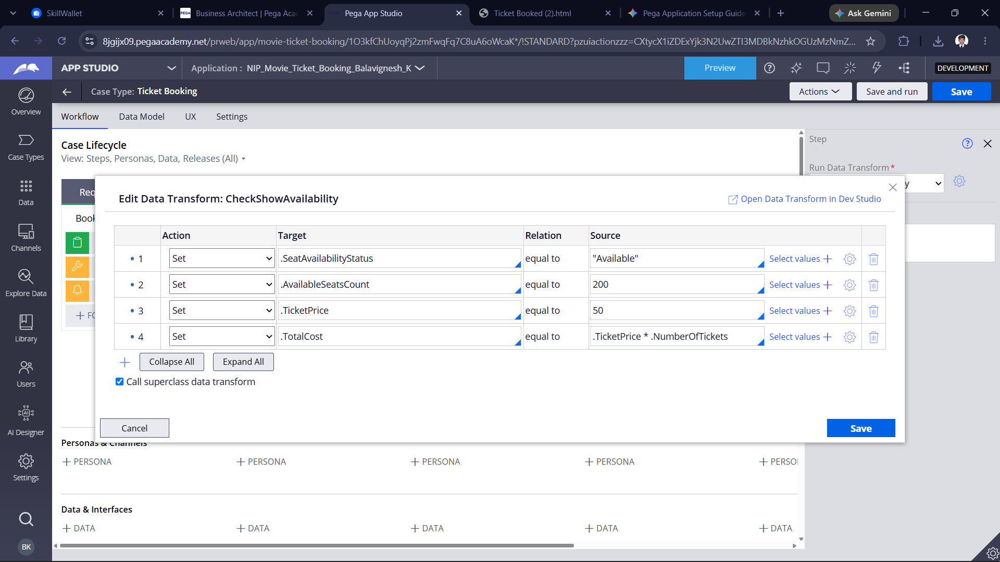 SkillWallet
PEGA Business Architect | Pega Acad
Pega App Studio
Ticket Booked (2).html
Pega Application Setup Guide
Ask Gemini
8jgijx09.pegaacademy.net/prweb/app/movie-ticket-booking/1O3kfChUoyqPj2zmFwqFq7C8uA6oWcaK*/!STANDARD?pzuiactionzzz=CXtycX1iZDExYjk3N2UwZTI3MDBkNzhkOGUzMzNmZ...
APP STUDIO
Application : NIP_Movie_Ticket_Booking_Balavignesh_K
Preview
DEVELOPMENT
Case Type: Ticket Booking
Actions
Save and run
Save
Overview
Case Types
Data
Channels
Explore Data
Library
Users
AI
AI Designer
Settings
BK
Workflow Data Model UX Settings
Case Lifecycle
View: Steps, Personas, Data, Releases (All)
Req
Book
+ FO
Step
Run Data Transform *
y
Edit Data Transform: CheckShowAvailability
Open Data Transform in Dev Studio
Action Target Relation Source
1 Set .SeatAvailabilityStatus equal to "Available" Select values +
2 Set .AvailableSeatsCount equal to 200 Select values +
3 Set .TicketPrice equal to 50 Select values +
4 Set .TotalCost equal to .TicketPrice * .NumberOfTickets Select values +
+ Collapse All Expand All
Call superclass data transform
Cancel
Save
Personas & Channels
+ PERSONA + PERSONA + PERSONA + PERSONA + PERSO
Data & Interfaces
+ DATA + DATA + DATA + DATA + DATA